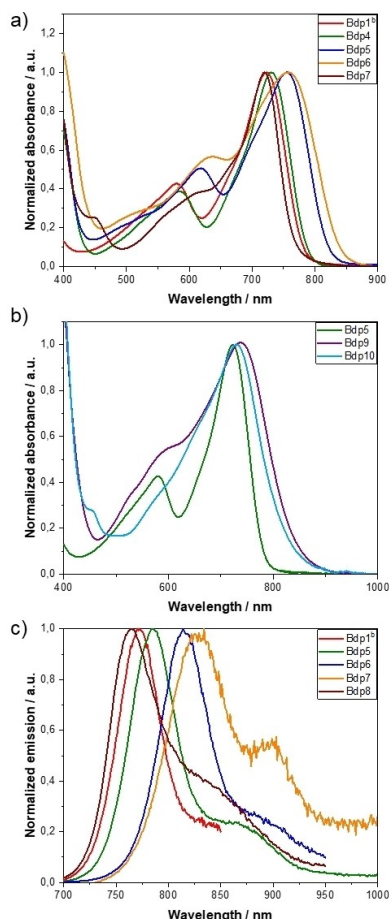 a)
Bdp1ᵇ
Bdp4
Bdp5
Bdp6
Bdp7
Normalized absorbance / a.u.
1,0
0,8
0,6
0,4
0,2
0,0
400 500 600 700 800 900
Wavelength / nm
b)
Bdp5
Bdp9
Bdp10
Normalized absorbance / a.u.
1,0
0,8
0,6
0,4
0,2
0,0
400 600 800 1000
Wavelength / nm
c)
Bdp1ᵇ
Bdp5
Bdp6
Bdp7
Bdp8
Normalized emission / a.u.
1,0
0,8
0,6
0,4
0,2
0,0
700 750 800 850 900 950 1000
Wavelength / nm